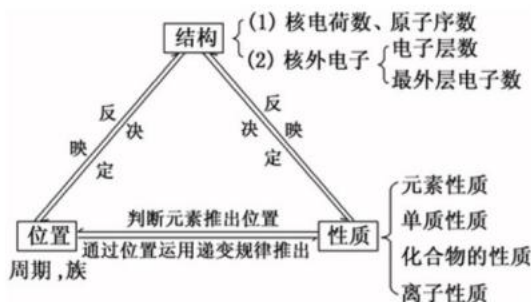 结构
(1) 核电荷数、原子序数
(2) 核外电子
电子层数
最外层电子数
反映
决定
反映
决定
位置
周期,族
判断元素推出位置
通过位置运用递变规律推出
性质
元素性质
单质性质
化合物的性质
离子性质